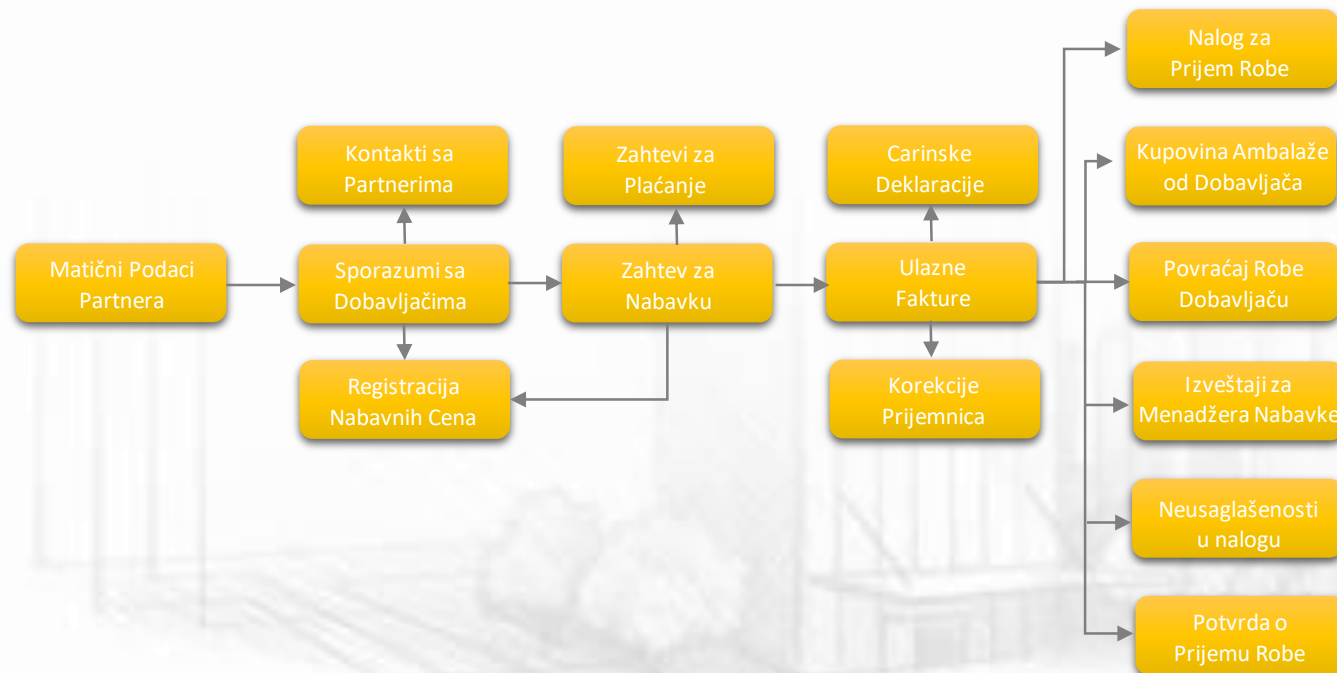 Nalog za
Prijem Robe
Kontakti sa
Partnerima
Zahtevi za
Plaćanje
Carinske
Deklaracije
Kupovina Ambalaže
od Dobavljača
Matični Podaci
Partnera
Sporazumi sa
Dobavljačima
Zahtev za
Nabavku
Ulazne
Fakture
Povraćaj Robe
Dobavljaču
Registracija
Nabavnih Cena
Korekcije
Prijemnica
Izveštaji za
Menadžera Nabavke
Neusaglašenosti
u nalogu
Potvrda o
Prijemu Robe